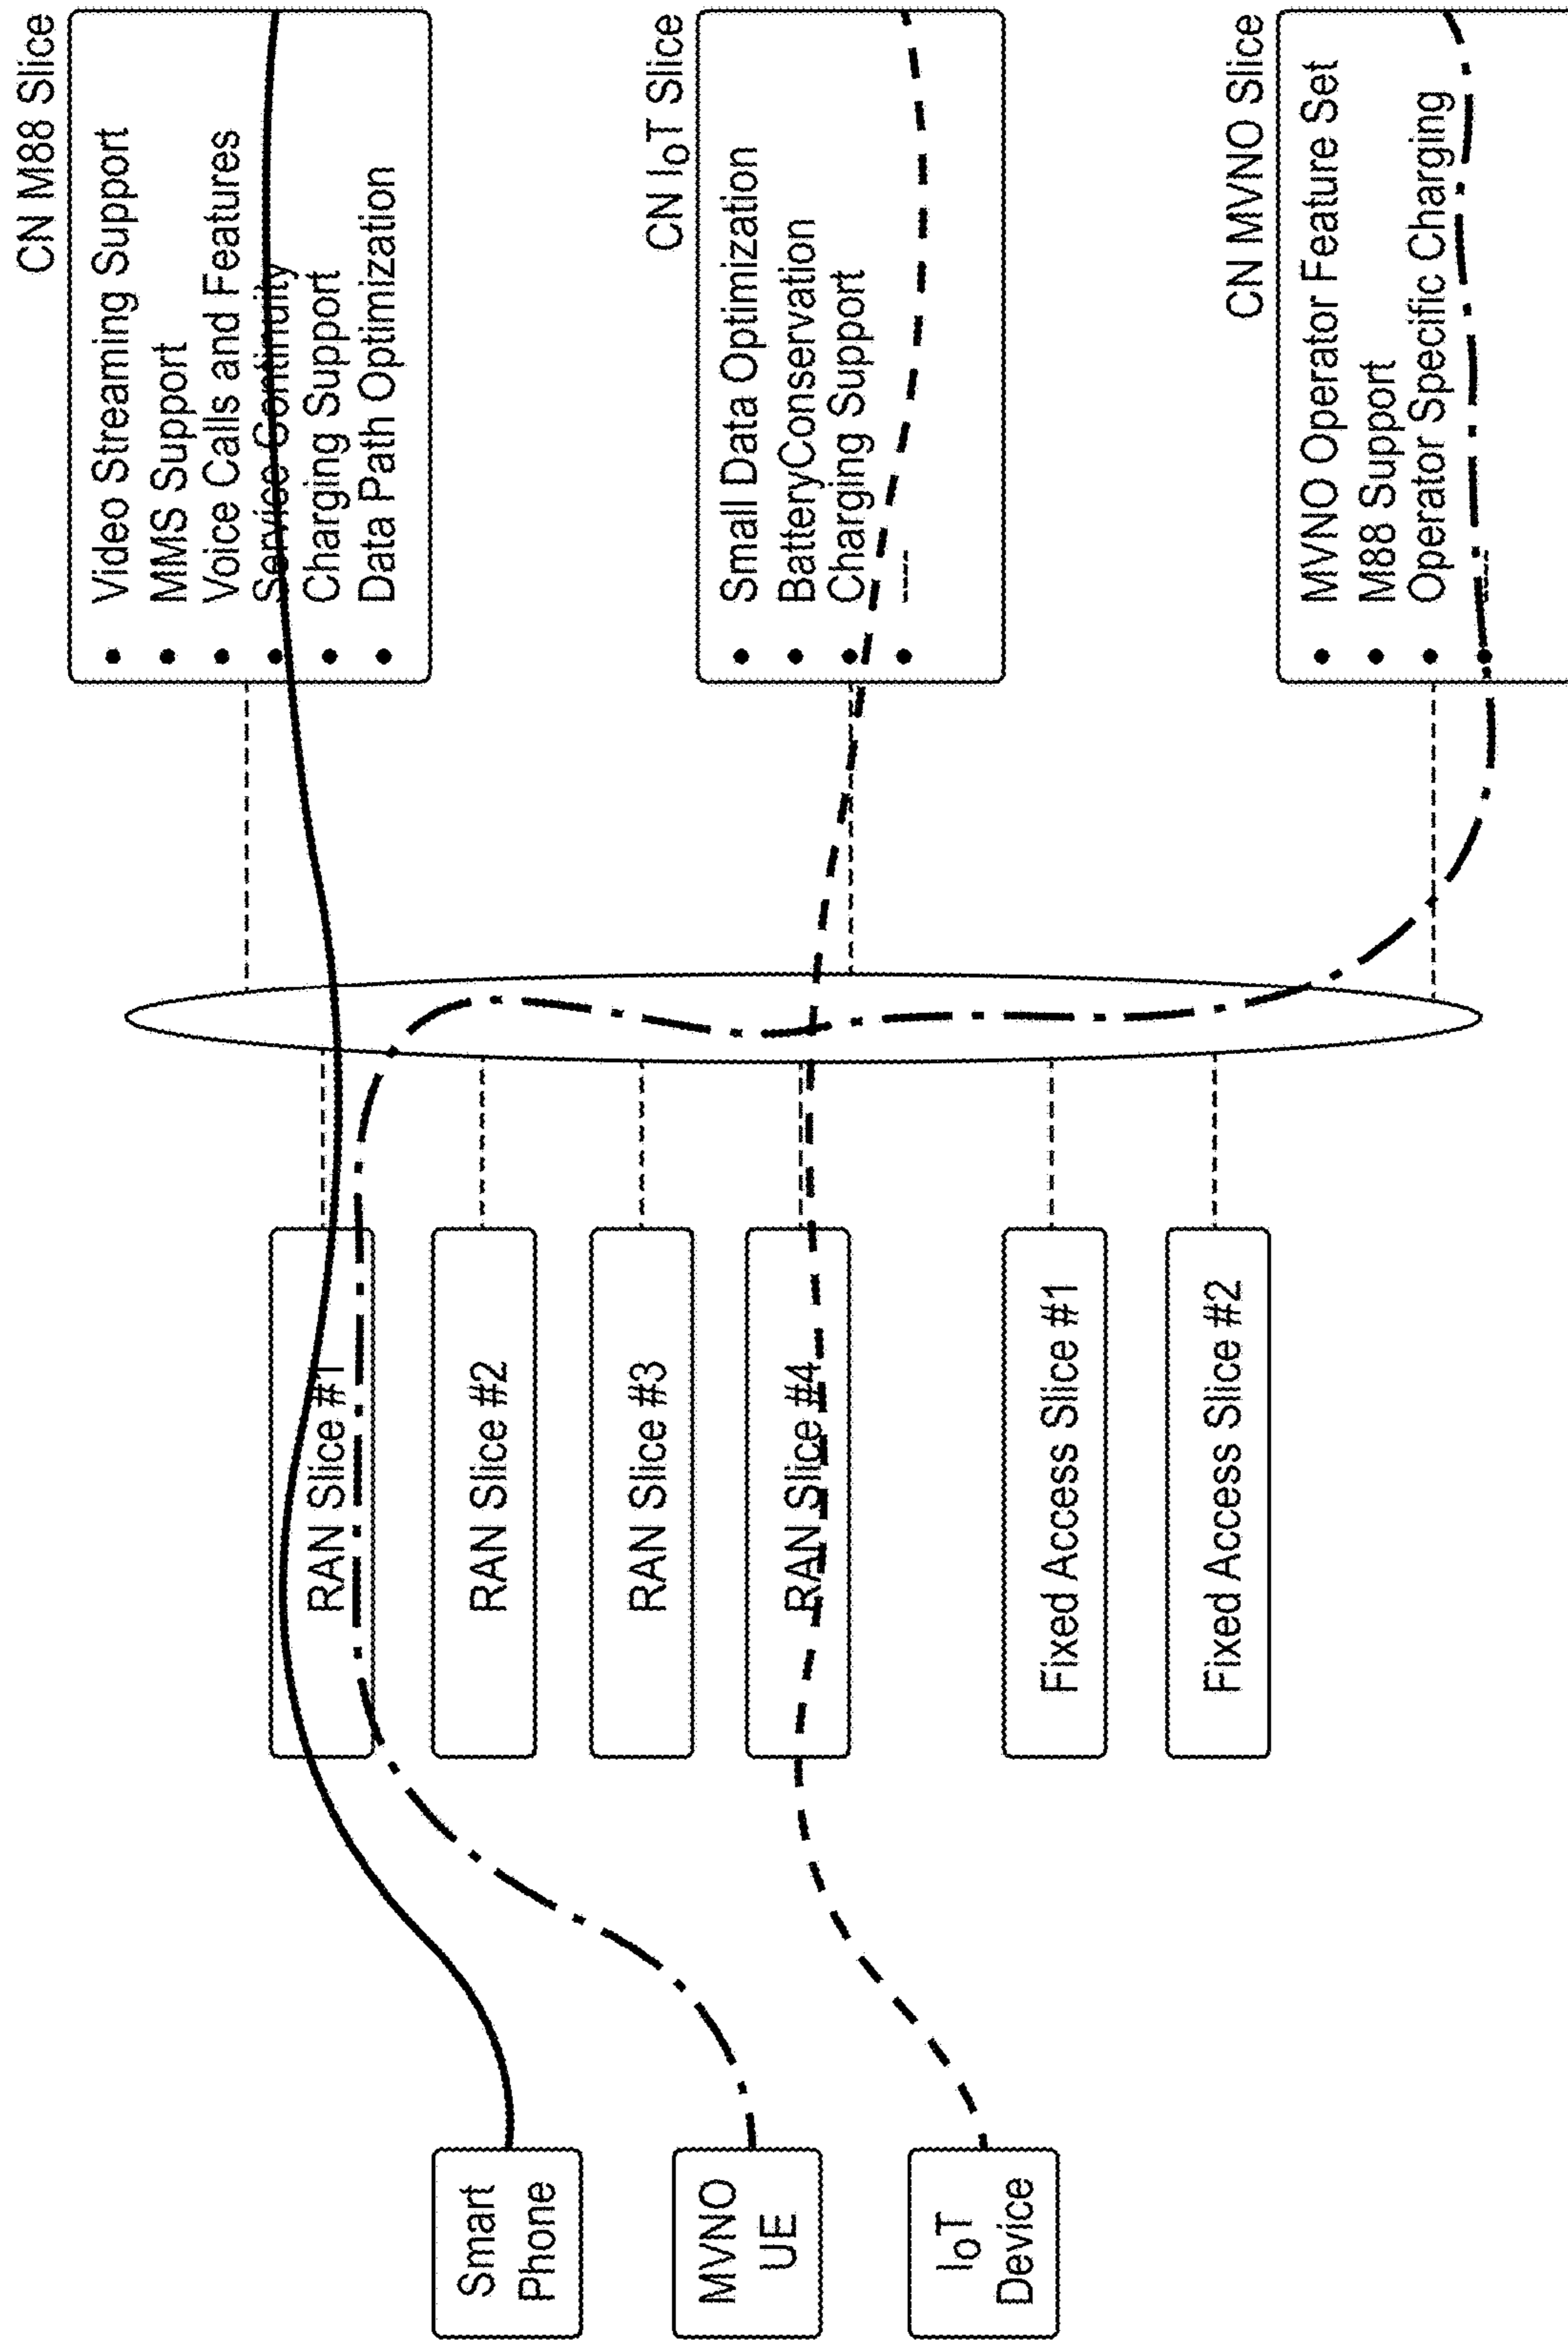 Smart
Phone
MVNO
UE
IoT
Device
RAN Slice #1
RAN Slice #2
RAN Slice #3
RAN Slice #4
Fixed Access Slice #1
Fixed Access Slice #2
CN M88 Slice
• Video Streaming Support
• MMS Support
• Voice Calls and Features
• Service Continuity
• Charging Support
• Data Path Optimization
CN IoT Slice
• Small Data Optimization
• BatteryConservation
• Charging Support
• ....
CN MVNO Slice
• MVNO Operator Feature Set
• M88 Support
• Operator Specific Charging
• ....